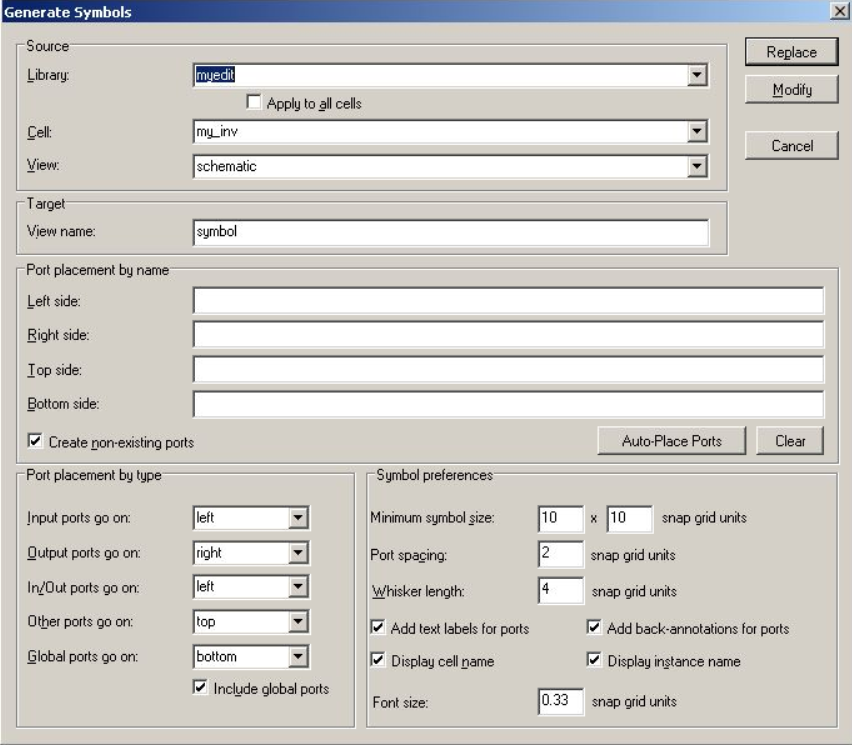 Generate Symbols
Source
Replace
Library: myedit
Modify
Apply to all cells
Cell: my_inv
Cancel
View: schematic
Target
View name: symbol
Port placement by name
Left side:
Right side:
Top side:
Bottom side:
Create non-existing ports Auto-Place Ports Clear
Port placement by type
Input ports go on: left
Output ports go on: right
In/Out ports go on: left
Other ports go on: top
Global ports go on: bottom
Include global ports
Symbol preferences
Minimum symbol size: 10 x 10 snap grid units
Port spacing: 2 snap grid units
Whisker length: 4 snap grid units
Add text labels for ports Add back-annotations for ports
Display cell name Display instance name
Font size: 0.33 snap grid units